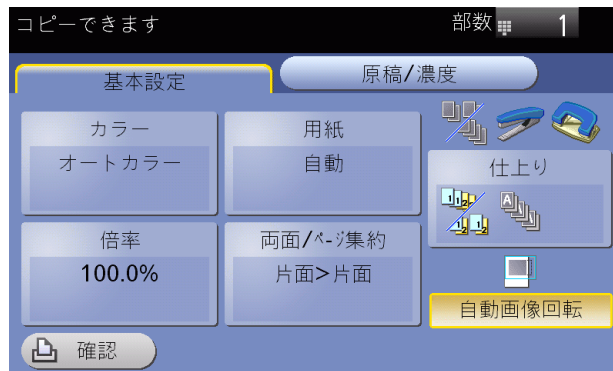 コピーできます
部数 1
基本設定
原稿/濃度
カラー
オートカラー
用紙
自動
仕上り
倍率
100.0%
両面/ページ集約
片面>片面
自動画像回転
確認